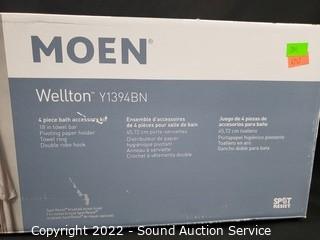 MOEN®
Wellton™ Y1394BN
4 piece bath accessory kit
18 in towel bar
Pivoting paper holder
Towel ring
Double robe hook
Ensemble d'accessoires
de 4 pièces pour salle de bain
45,72 cm porte-serviettes
Distributeur de papier
hygiénique pivotant
Anneau à serviette
Crochet à vêtements double
Juego de 4 piezas de
accesorios para baño
45,72 cm toallero
Portapapel higiénico pivotante
Toallero en aro
Gancho doble para bata
SPOT
RESIST
Copyright 2022 - Sound Auction Service